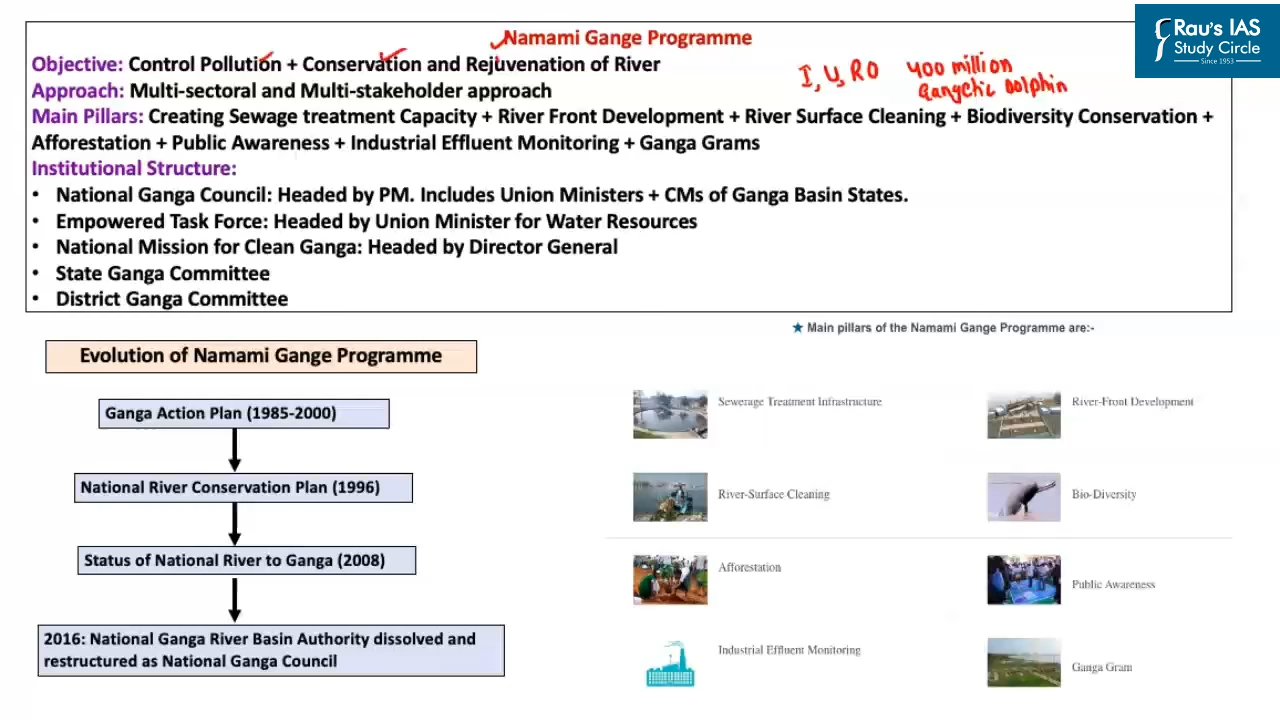 Rau's IAS
Study Circle
Since 1953
Namami Gange Programme
Objective: Control Pollution + Conservation and Rejuvenation of River
I, U, RO 400 million
Gangetic Dolphin
Approach: Multi-sectoral and Multi-stakeholder approach
Main Pillars: Creating Sewage treatment Capacity + River Front Development + River Surface Cleaning + Biodiversity Conservation +
Afforestation + Public Awareness + Industrial Effluent Monitoring + Ganga Grams
Institutional Structure:
• National Ganga Council: Headed by PM. Includes Union Ministers + CMs of Ganga Basin States.
• Empowered Task Force: Headed by Union Minister for Water Resources
• National Mission for Clean Ganga: Headed by Director General
• State Ganga Committee
• District Ganga Committee
Evolution of Namami Gange Programme
Ganga Action Plan (1985-2000)
National River Conservation Plan (1996)
Status of National River to Ganga (2008)
2016: National Ganga River Basin Authority dissolved and
restructured as National Ganga Council
★ Main pillars of the Namami Gange Programme are:-
Sewerage Treatment Infrastructure
River-Front Development
River-Surface Cleaning
Bio-Diversity
Afforestation
Public Awareness
Industrial Effluent Monitoring
Ganga Gram